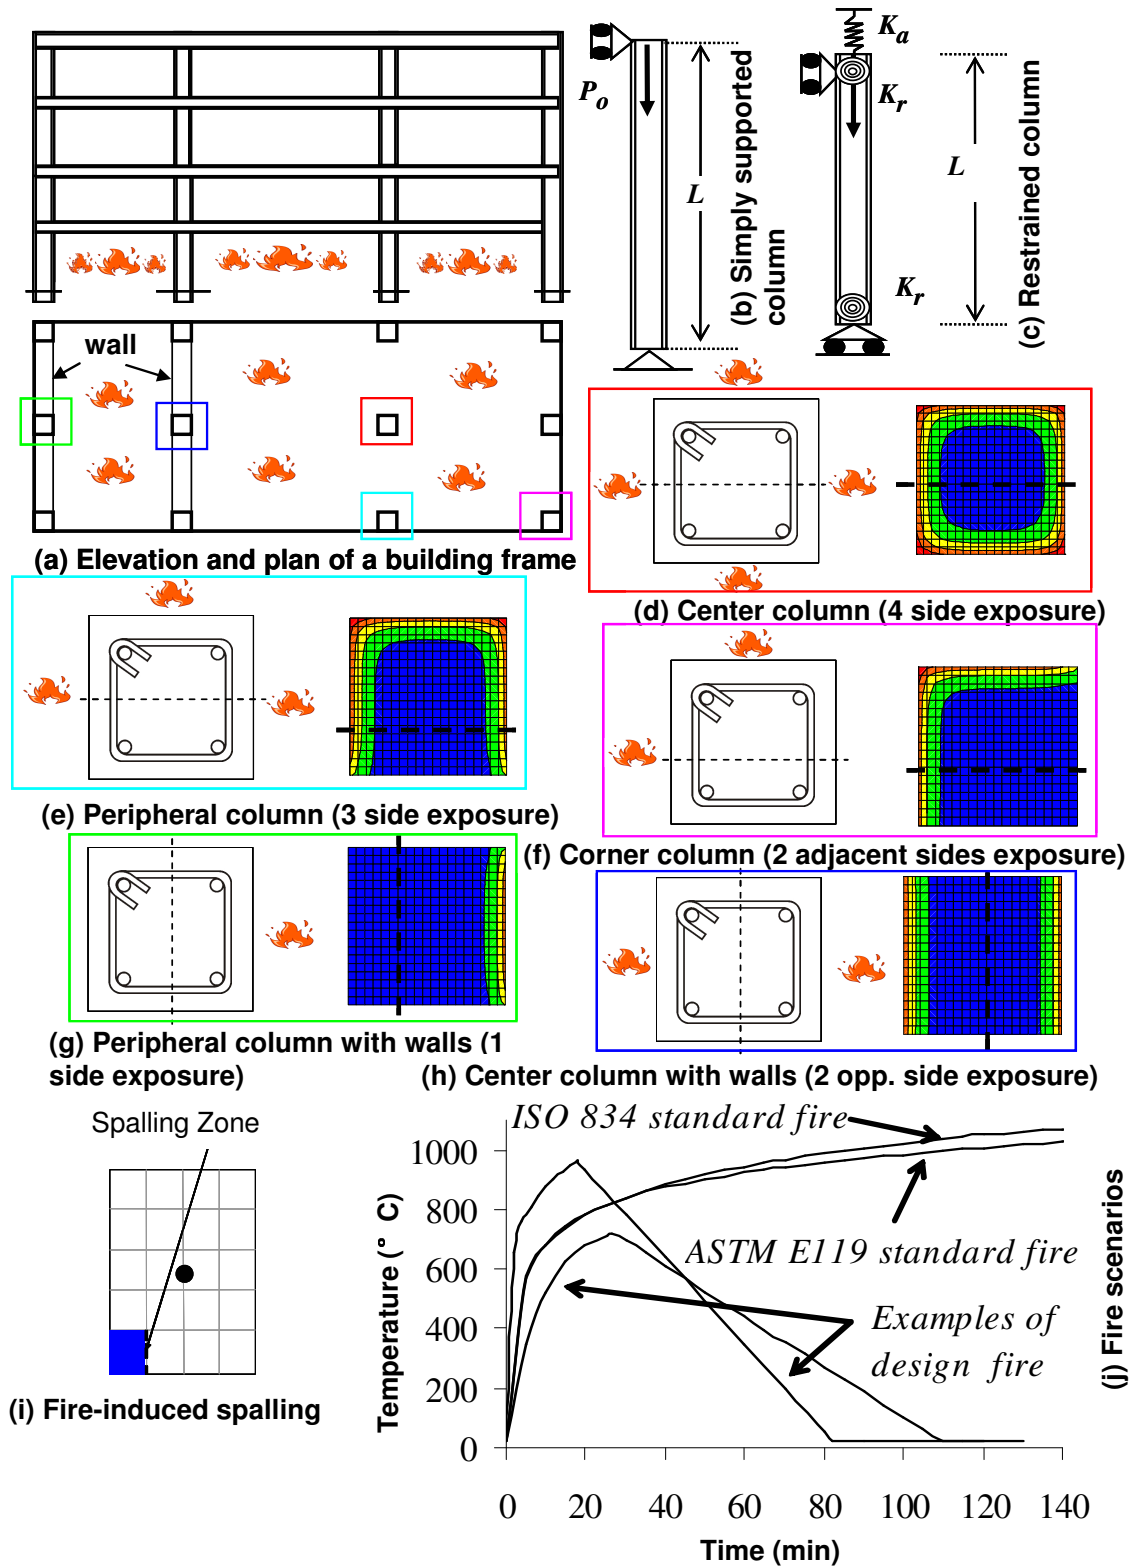 P_o
L
(b) Simply supported
column
K_a
K_r
L
K_r
(c) Restrained column
wall
(a) Elevation and plan of a building frame
(d) Center column (4 side exposure)
(e) Peripheral column (3 side exposure)
(f) Corner column (2 adjacent sides exposure)
(g) Peripheral column with walls (1
side exposure)
(h) Center column with walls (2 opp. side exposure)
Spalling Zone
(i) Fire-induced spalling
ISO 834 standard fire
ASTM E119 standard fire
Examples of
design fire
Temperature (° C)
1000
800
600
400
200
0
0 20 40 60 80 100 120 140
Time (min)
(j) Fire scenarios